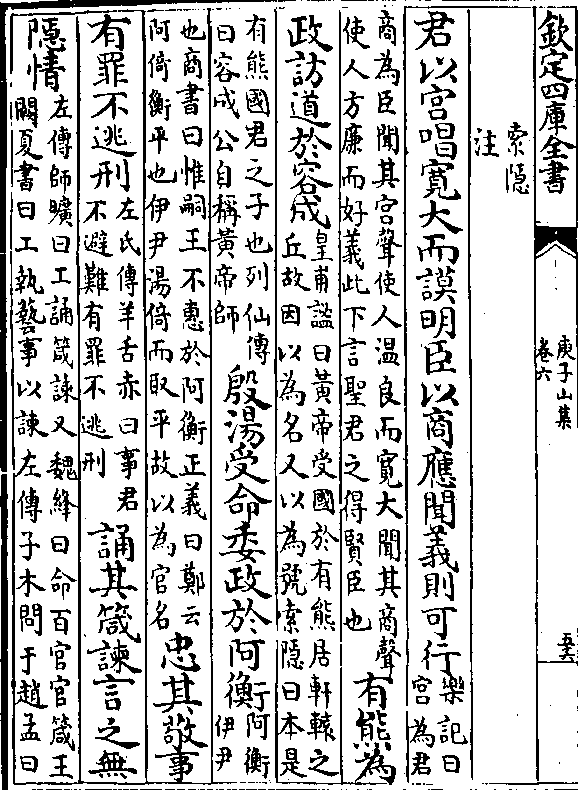 欽定四庫全書
庾子山集
卷六
五六
索隱
注
君以宮唱寛大而謨明臣以商應聞義則可行樂記曰宮為君
商為臣聞其宮聲使人温良而寛大聞其商聲
使人方廉而好義此下言聖君之得賢臣也
有熊為
政訪道於容成
皇甫謐曰黄帝受國於有熊居軒轅之
丘故因以為名又以為號索隱曰本是
有熊國君之子也列仙傳
曰容成公自稱黄帝師
殷湯受命委政於阿衡
阿衡
伊尹
也商書曰惟嗣王不惠於阿衡正義曰鄭云
阿倚衡平也伊尹湯倚而取平故以為官名
忠其敬事
有罪不逃刑
左氏傳羊舌赤曰事君
不避難有罪不逃刑
誦其箴諫言之無
隠情
左傳師曠曰工誦箴諫又魏絳曰命百官官箴王
闕夏書曰工執藝事以諫左傳子木問于趙孟曰